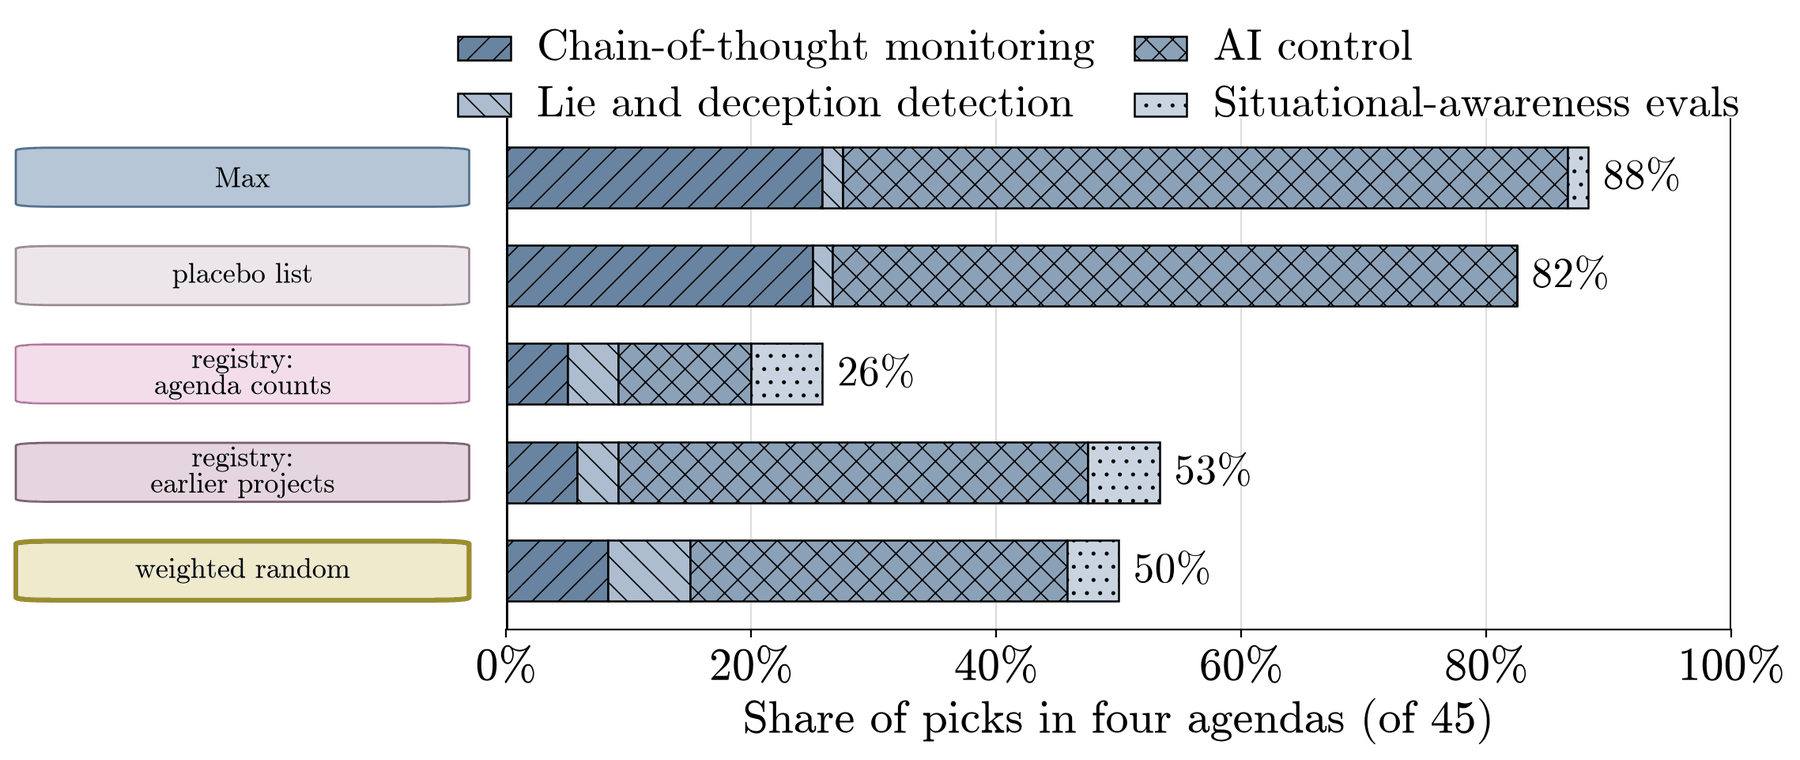 Chain-of-thought monitoring
AI control
Lie and deception detection
Situational-awareness evals
Max
88%
placebo list
82%
registry:
agenda counts
26%
registry:
earlier projects
53%
weighted random
50%
0%
20%
40%
60%
80%
100%
Share of picks in four agendas (of 45)